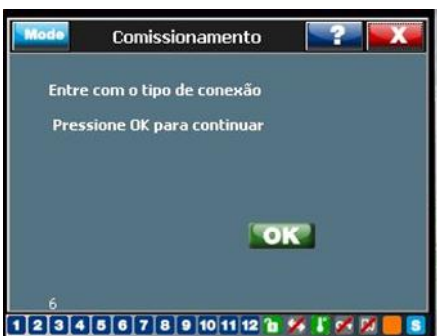 Mode Comissionamento ? X
Entre com o tipo de conexão
Pressione OK para continuar
OK
6
1 2 3 4 5 6 7 8 9 10 11 12 S